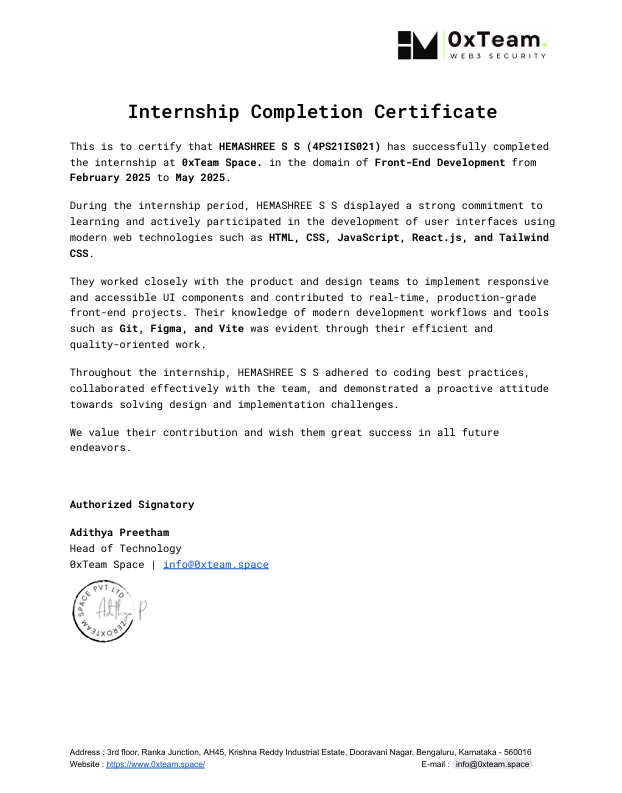 0xTeam.
WEB3 SECURITY
Internship Completion Certificate
This is to certify that HEMASHREE S S (4PS21IS021) has successfully completed
the internship at 0xTeam Space. in the domain of Front-End Development from
February 2025 to May 2025.
During the internship period, HEMASHREE S S displayed a strong commitment to
learning and actively participated in the development of user interfaces using
modern web technologies such as HTML, CSS, JavaScript, React.js, and Tailwind
CSS.
They worked closely with the product and design teams to implement responsive
and accessible UI components and contributed to real-time, production-grade
front-end projects. Their knowledge of modern development workflows and tools
such as Git, Figma, and Vite was evident through their efficient and
quality-oriented work.
Throughout the internship, HEMASHREE S S adhered to coding best practices,
collaborated effectively with the team, and demonstrated a proactive attitude
towards solving design and implementation challenges.
We value their contribution and wish them great success in all future
endeavors.
Authorized Signatory
Adithya Preetham
Head of Technology
0xTeam Space | info@0xteam.space
ZEROXTEAM SPACE PVT LTD
Adithya P
Address : 3rd floor, Ranka Junction, AH45, Krishna Reddy Industrial Estate, Dooravani Nagar, Bengaluru, Karnataka - 560016
Website : https://www.0xteam.space/ E-mail : info@0xteam.space